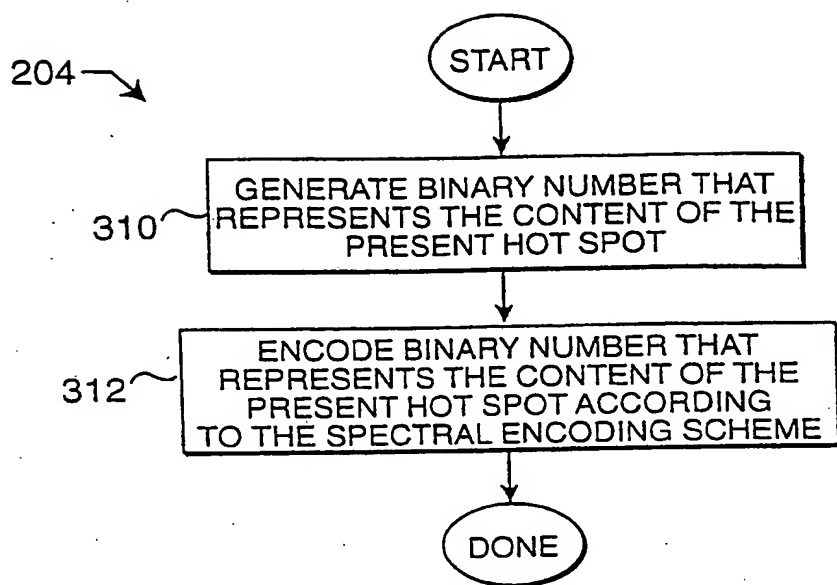 START
204
GENERATE BINARY NUMBER THAT
REPRESENTS THE CONTENT OF THE
PRESENT HOT SPOT
310
ENCODE BINARY NUMBER THAT
REPRESENTS THE CONTENT OF THE
PRESENT HOT SPOT ACCORDING
TO THE SPECTRAL ENCODING SCHEME
312
DONE